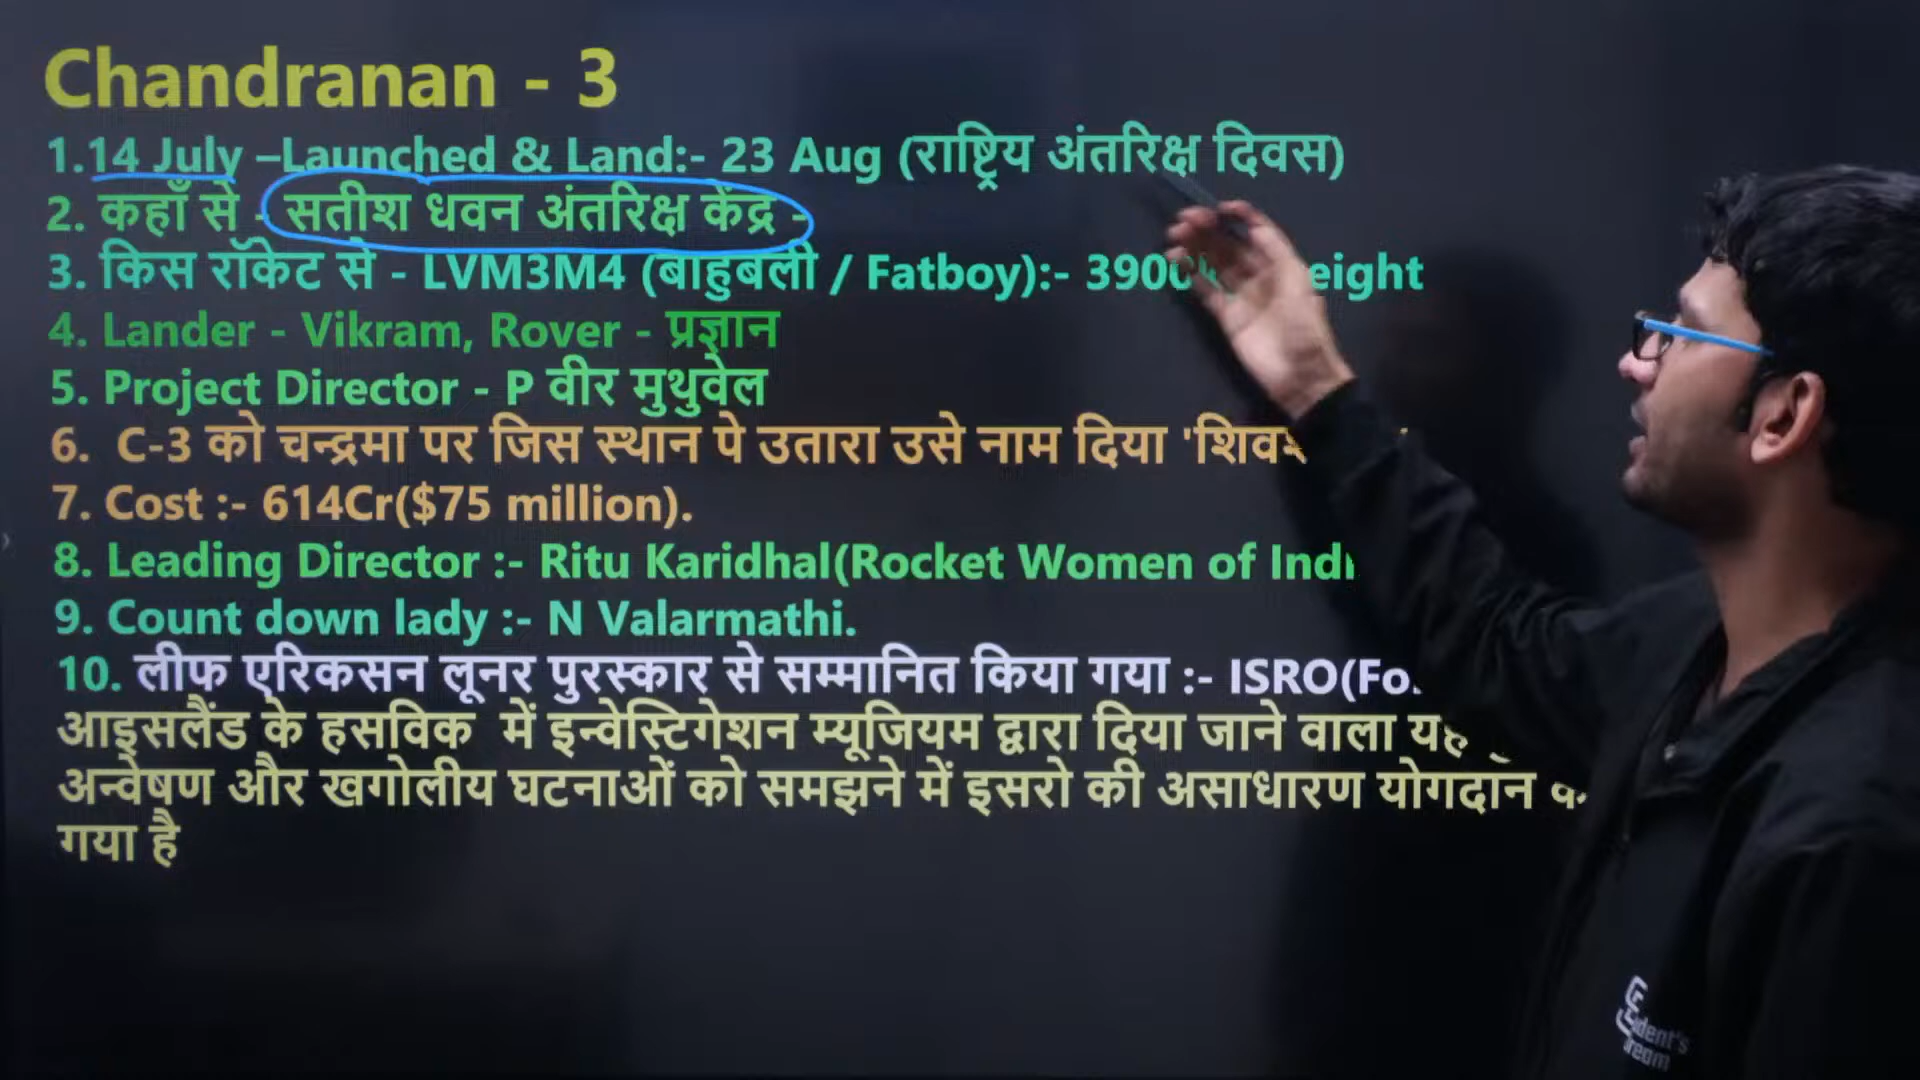 Chandranan - 3
1.14 July –Launched & Land:- 23 Aug (राष्ट्रिय अंतरिक्ष दिवस)
2. कहाँ से - सतीश धवन अंतरिक्ष केंद्र -
3. किस रॉकेट से - LVM3M4 (बाहुबली / Fatboy):- 3900
4. Lander - Vikram, Rover - प्रज्ञान
5. Project Director - P वीर मुथुवेल
6. C-3 को चन्द्रमा पर जिस स्थान पे उतारा उसे नाम दिया
7. Cost :- 614Cr($75 million).
8. Leading Director :- Ritu Karidhal(Rocket Women of
9. Count down lady :- N Valarmathi.
10. लीफ एरिकसन लूनर पुरस्कार से सम्मानित किया गया :- ISRO
आइसलैंड के हसविक में इन्वेस्टिगेशन म्यूजियम द्वारा दिया जाने वाला यह
अन्वेषण और खगोलीय घटनाओं को समझने में इसरो की असाधारण योगदान
गया है